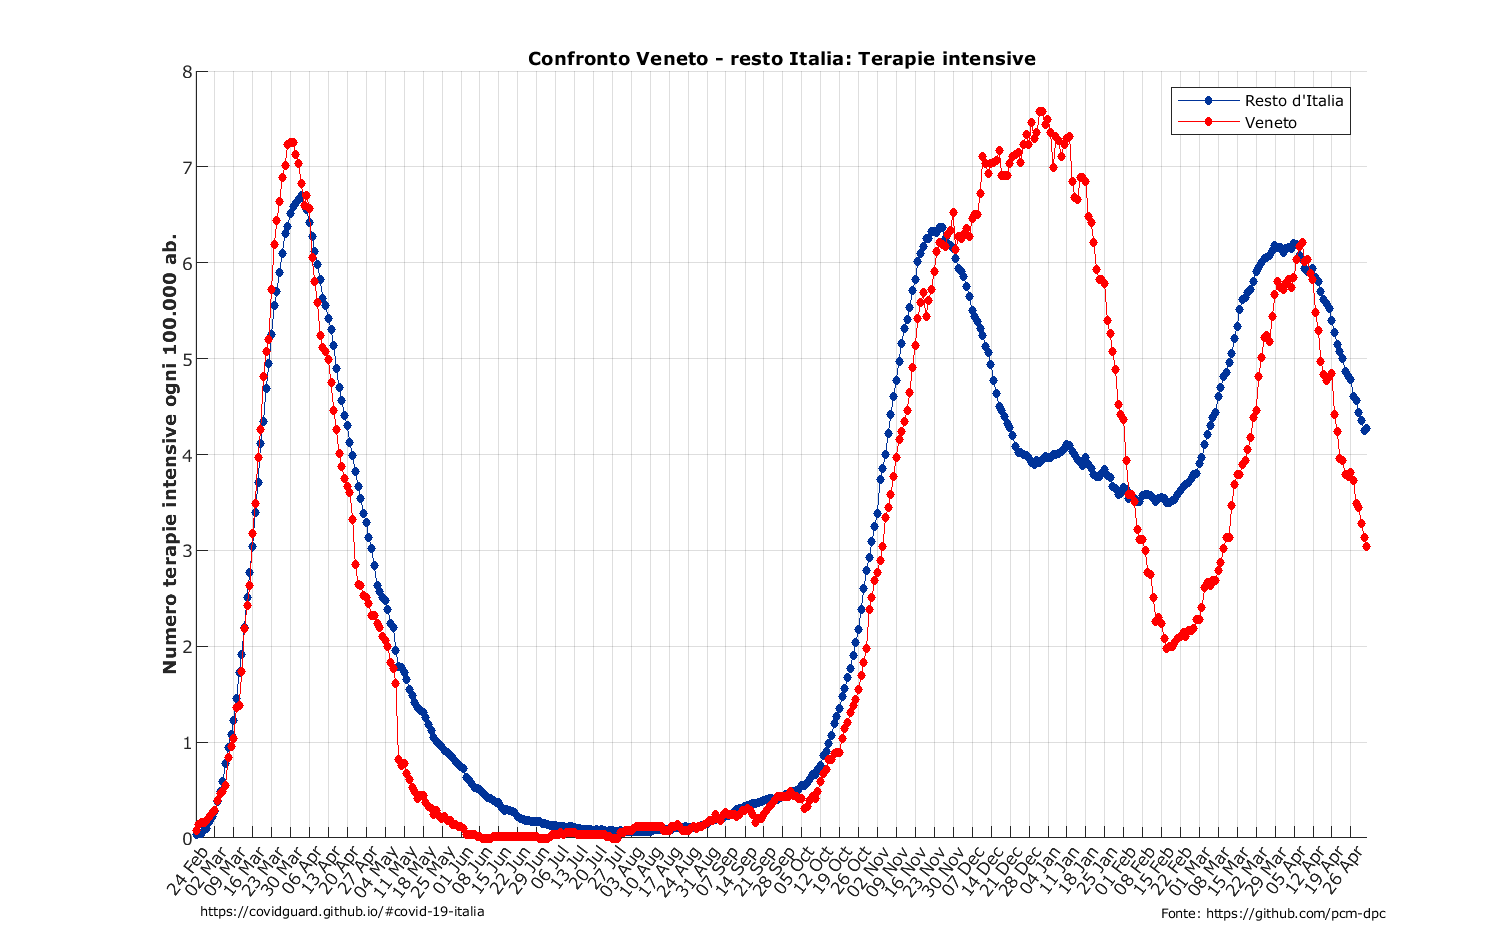 Confronto Veneto - resto Italia: Terapie intensive
Resto d'Italia
Veneto
Numero terapie intensive ogni 100.000 ab.
8
7
6
5
4
3
2
1
0
24 Feb
02 Mar
09 Mar
16 Mar
23 Mar
30 Mar
06 Apr
13 Apr
20 Apr
27 Apr
04 May
11 May
18 May
25 May
01 Jun
08 Jun
15 Jun
22 Jun
29 Jun
06 Jul
13 Jul
20 Jul
27 Jul
03 Aug
10 Aug
17 Aug
24 Aug
31 Aug
07 Sep
14 Sep
21 Sep
28 Sep
05 Oct
12 Oct
19 Oct
26 Oct
02 Nov
09 Nov
16 Nov
23 Nov
30 Nov
07 Dec
14 Dec
21 Dec
28 Dec
04 Jan
11 Jan
18 Jan
25 Jan
01 Feb
08 Feb
15 Feb
22 Feb
01 Mar
08 Mar
15 Mar
22 Mar
29 Mar
05 Apr
12 Apr
19 Apr
26 Apr
https://covidguard.github.io/#covid-19-italia
Fonte: https://github.com/pcm-dpc